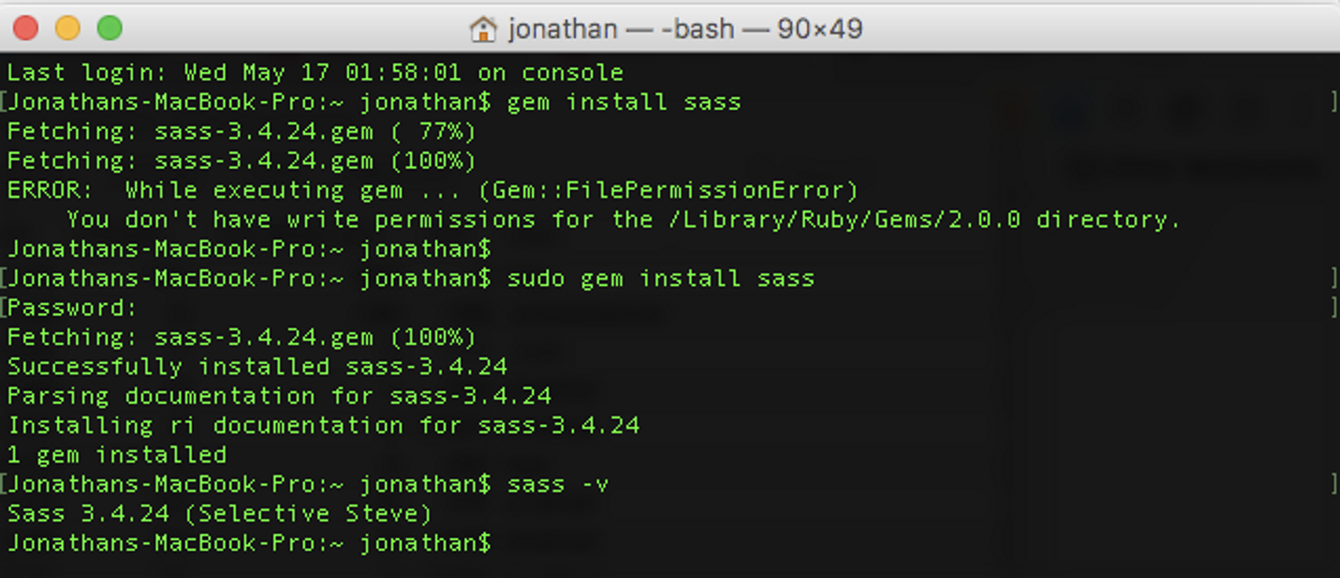 jonathan — -bash — 90×49
Last login: Wed May 17 01:58:01 on console
[Jonathans-MacBook-Pro:~ jonathan$ gem install sass ]
Fetching: sass-3.4.24.gem ( 77%)
Fetching: sass-3.4.24.gem (100%)
ERROR:  While executing gem ... (Gem::FilePermissionError)
    You don't have write permissions for the /Library/Ruby/Gems/2.0.0 directory.
Jonathans-MacBook-Pro:~ jonathan$
[Jonathans-MacBook-Pro:~ jonathan$ sudo gem install sass ]
[Password: ]
Fetching: sass-3.4.24.gem (100%)
Successfully installed sass-3.4.24
Parsing documentation for sass-3.4.24
Installing ri documentation for sass-3.4.24
1 gem installed
[Jonathans-MacBook-Pro:~ jonathan$ sass -v ]
Sass 3.4.24 (Selective Steve)
Jonathans-MacBook-Pro:~ jonathan$